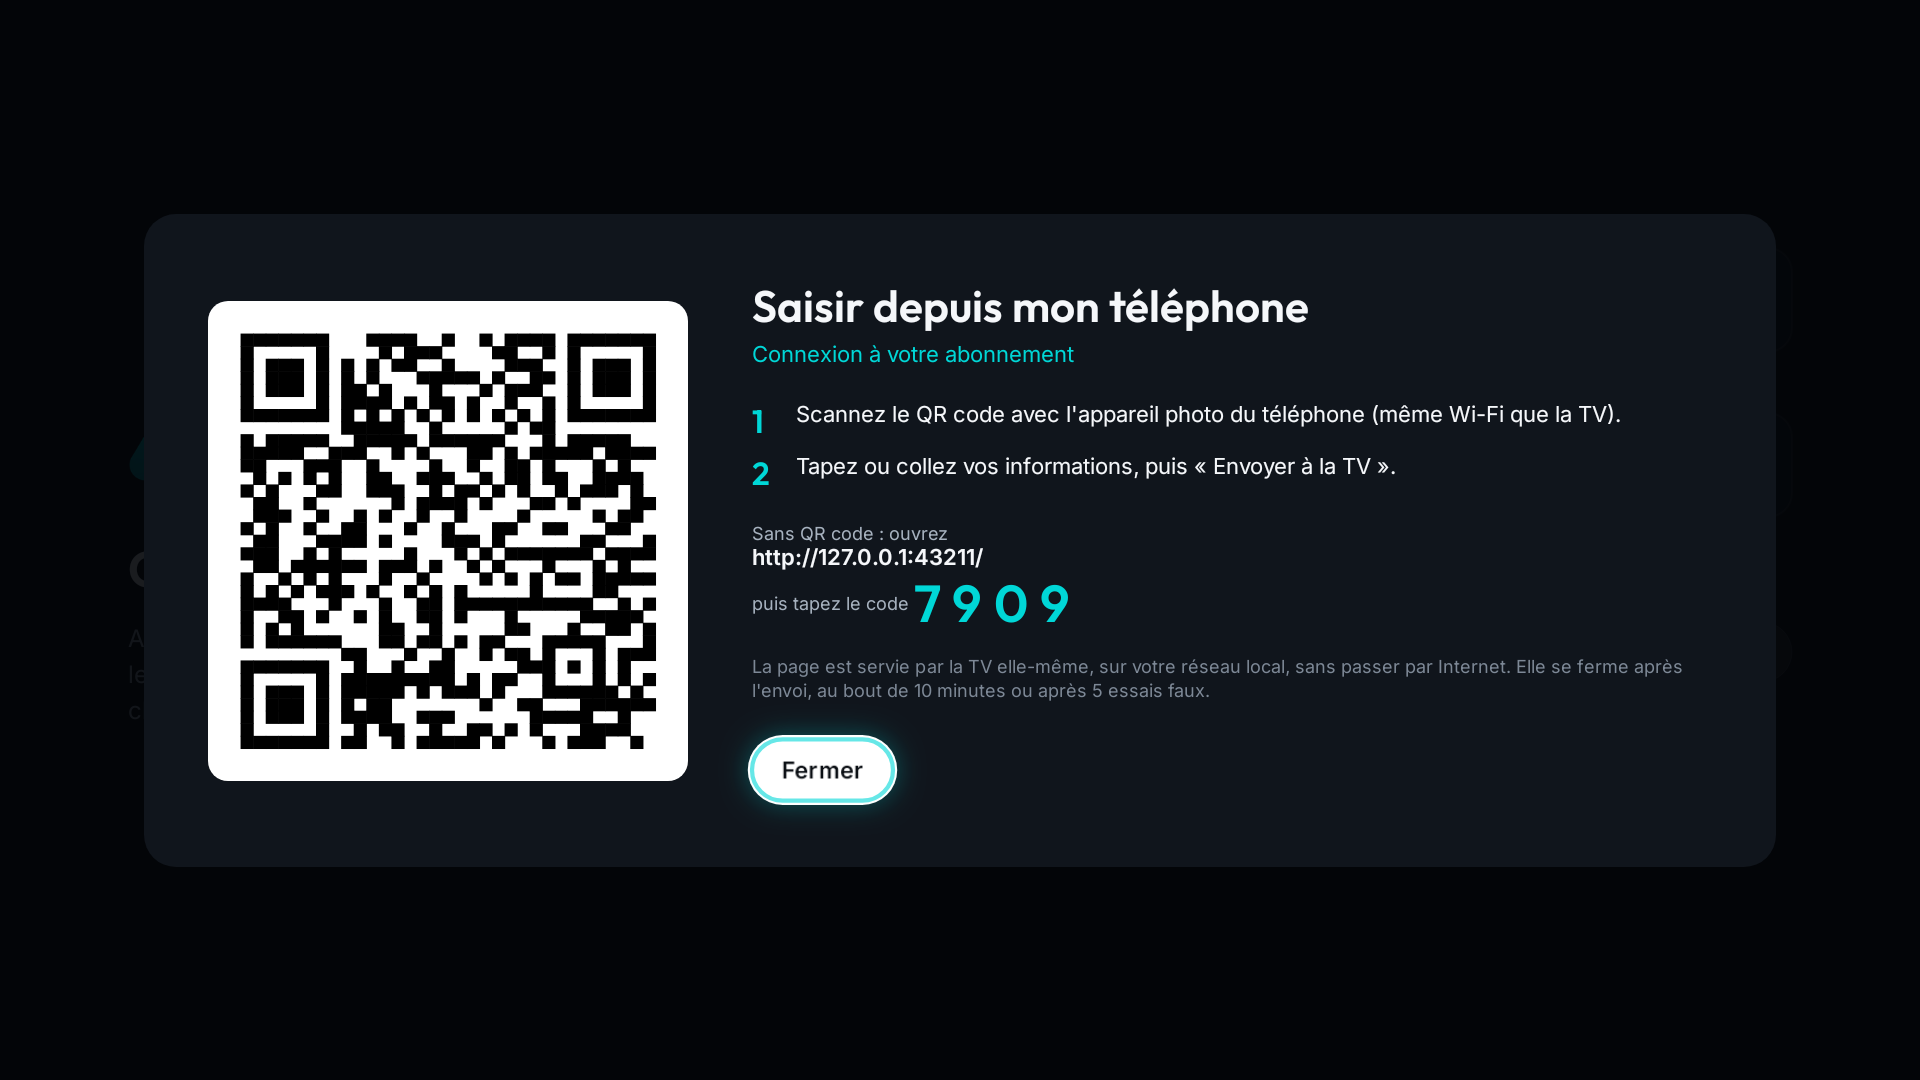 Saisir depuis mon téléphone
Connexion à votre abonnement
1 Scannez le QR code avec l'appareil photo du téléphone (même Wi-Fi que la TV).
2 Tapez ou collez vos informations, puis « Envoyer à la TV ».
Sans QR code : ouvrez
http://127.0.0.1:43211/
puis tapez le code 7909
La page est servie par la TV elle-même, sur votre réseau local, sans passer par Internet. Elle se ferme après
l'envoi, au bout de 10 minutes ou après 5 essais faux.
Fermer